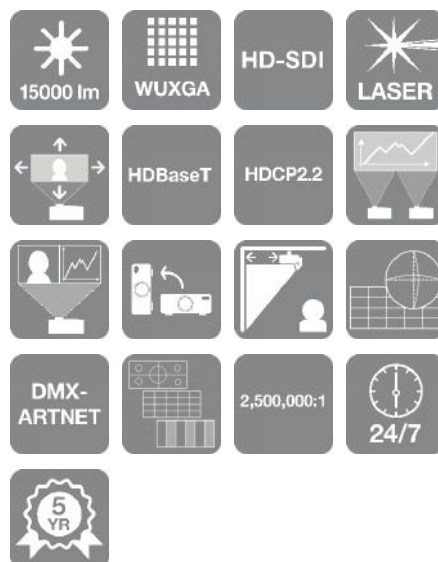 15000 lm
WUXGA
HD-SDI
LASER
HDBaseT
HDCP2.2
DMX-
ARTNET
2,500,000:1
24/7
5
YR